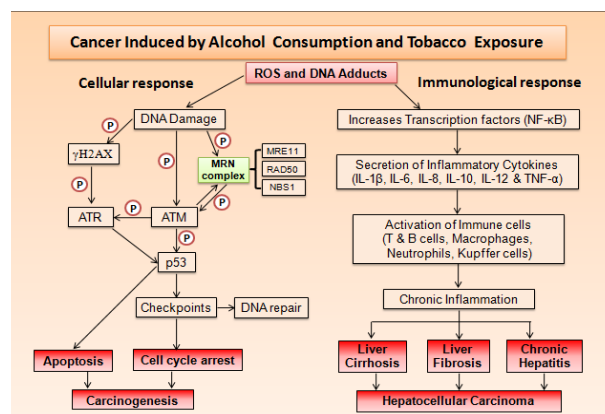 Cancer Induced by Alcohol Consumption and Tobacco Exposure
Cellular response
ROS and DNA Adducts
Immunological response
DNA Damage
P
P
P
γH2AX
MRN
complex
MRE11
RAD50
NBS1
P
P
P
ATR
ATM
P
p53
Checkpoints
DNA repair
Apoptosis
Cell cycle arrest
Carcinogenesis
Increases Transcription factors (NF-κB)
Secretion of Inflammatory Cytokines
(IL-1β, IL-6, IL-8, IL-10, IL-12 & TNF-α)
Activation of Immune cells
(T & B cells, Macrophages,
Neutrophils, Kupffer cells)
Chronic Inflammation
Liver
Cirrhosis
Liver
Fibrosis
Chronic
Hepatitis
Hepatocellular Carcinoma